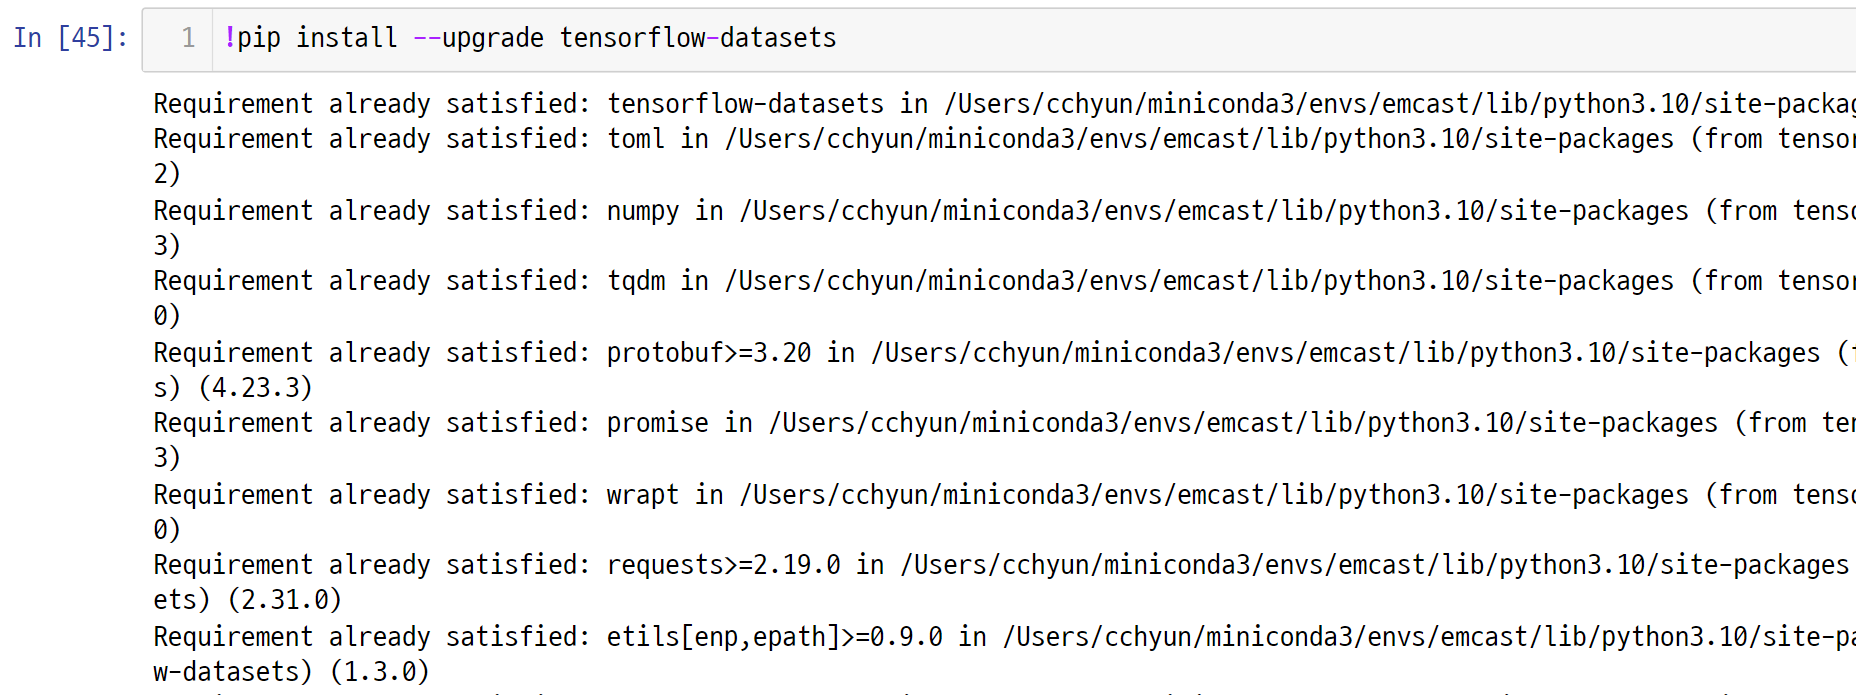 In [45]: 1 !pip install --upgrade tensorflow-datasets
Requirement already satisfied: tensorflow-datasets in /Users/cchyun/miniconda3/envs/emcast/lib/python3.10/site-packag
Requirement already satisfied: toml in /Users/cchyun/miniconda3/envs/emcast/lib/python3.10/site-packages (from tensor
2)
Requirement already satisfied: numpy in /Users/cchyun/miniconda3/envs/emcast/lib/python3.10/site-packages (from tenso
3)
Requirement already satisfied: tqdm in /Users/cchyun/miniconda3/envs/emcast/lib/python3.10/site-packages (from tensor
0)
Requirement already satisfied: protobuf>=3.20 in /Users/cchyun/miniconda3/envs/emcast/lib/python3.10/site-packages (f
s) (4.23.3)
Requirement already satisfied: promise in /Users/cchyun/miniconda3/envs/emcast/lib/python3.10/site-packages (from ten
3)
Requirement already satisfied: wrapt in /Users/cchyun/miniconda3/envs/emcast/lib/python3.10/site-packages (from tenso
0)
Requirement already satisfied: requests>=2.19.0 in /Users/cchyun/miniconda3/envs/emcast/lib/python3.10/site-packages
ets) (2.31.0)
Requirement already satisfied: etils[enp,epath]>=0.9.0 in /Users/cchyun/miniconda3/envs/emcast/lib/python3.10/site-pa
w-datasets) (1.3.0)